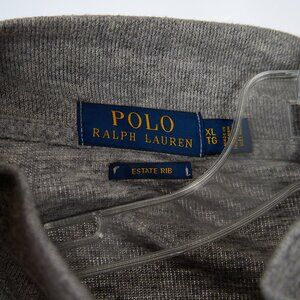 POLO
RALPH LAUREN
XL
TG
ESTATE RIB